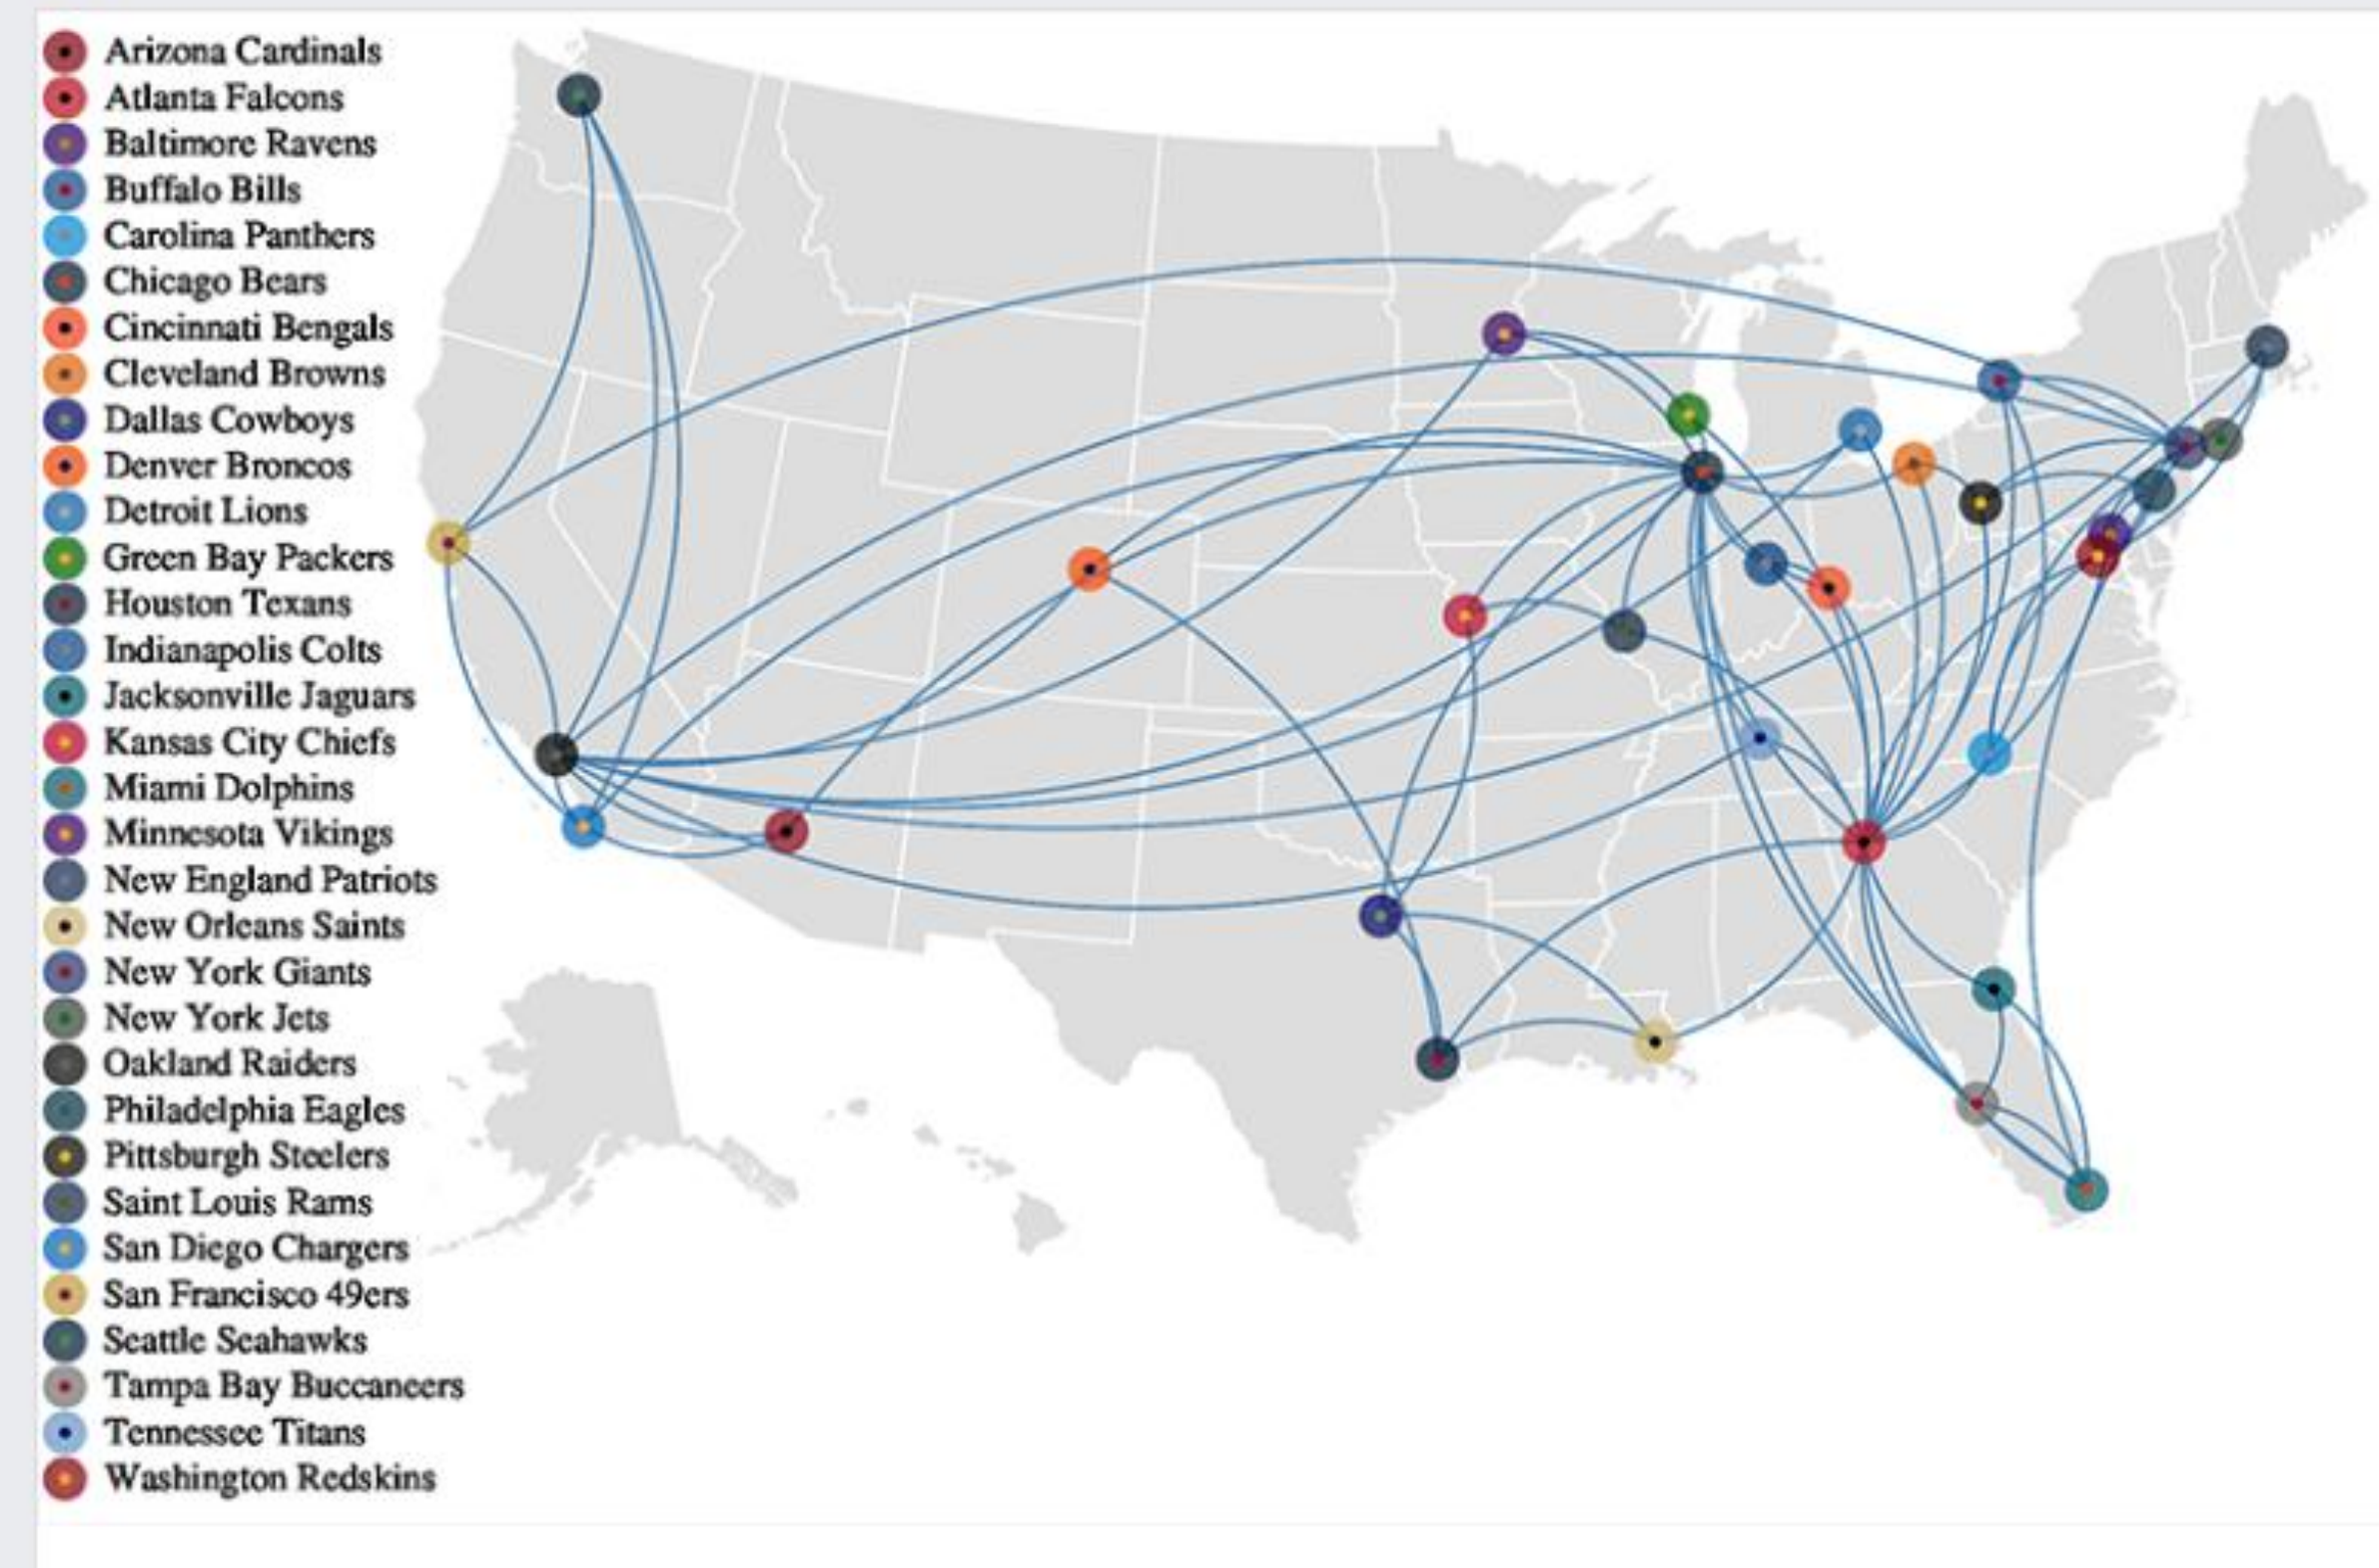 Arizona Cardinals
Atlanta Falcons
Baltimore Ravens
Buffalo Bills
Carolina Panthers
Chicago Bears
Cincinnati Bengals
Cleveland Browns
Dallas Cowboys
Denver Broncos
Detroit Lions
Green Bay Packers
Houston Texans
Indianapolis Colts
Jacksonville Jaguars
Kansas City Chiefs
Miami Dolphins
Minnesota Vikings
New England Patriots
New Orleans Saints
New York Giants
New York Jets
Oakland Raiders
Philadelphia Eagles
Pittsburgh Steelers
Saint Louis Rams
San Diego Chargers
San Francisco 49ers
Seattle Seahawks
Tampa Bay Buccaneers
Tennessee Titans
Washington Redskins